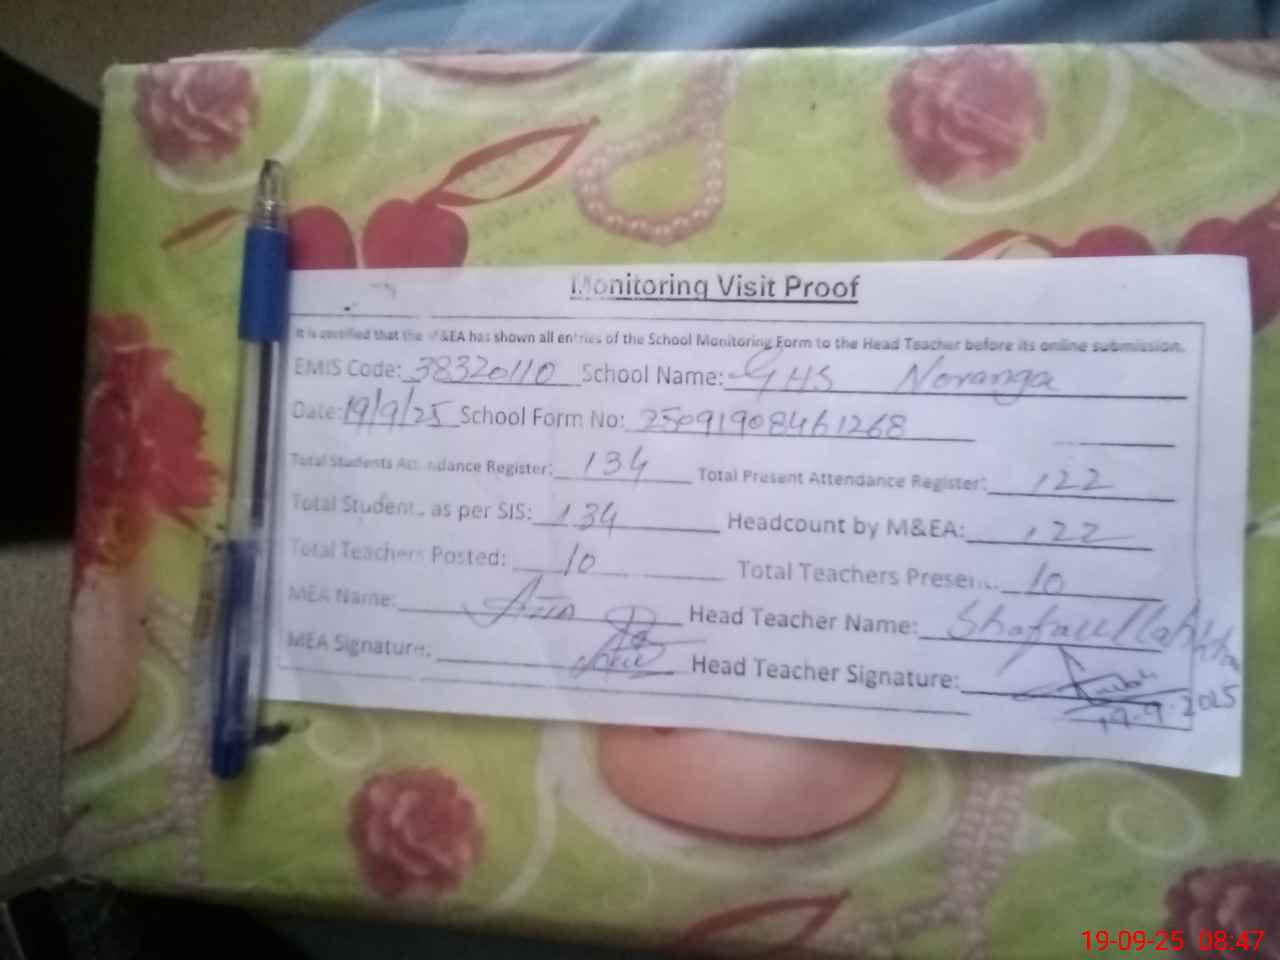 Monitoring Visit Proof
It is certified that the M&EA has shown all entries of the School Monitoring Form to the Head Teacher before its online submission.
EMIS Code: 38320110 School Name: GHS Noranga
Date: 19/9/25 School Form No: 25091908461268
Total Students Attendance Register: 134 Total Present Attendance Register: 122
Total Students as per SIS: 134 Headcount by M&EA: 122
Total Teachers Posted: 10 Total Teachers Present: 10
MEA Name: Head Teacher Name: Shafaullah
MEA Signature: Head Teacher Signature:
19-9-2025
19-09-25 08:47